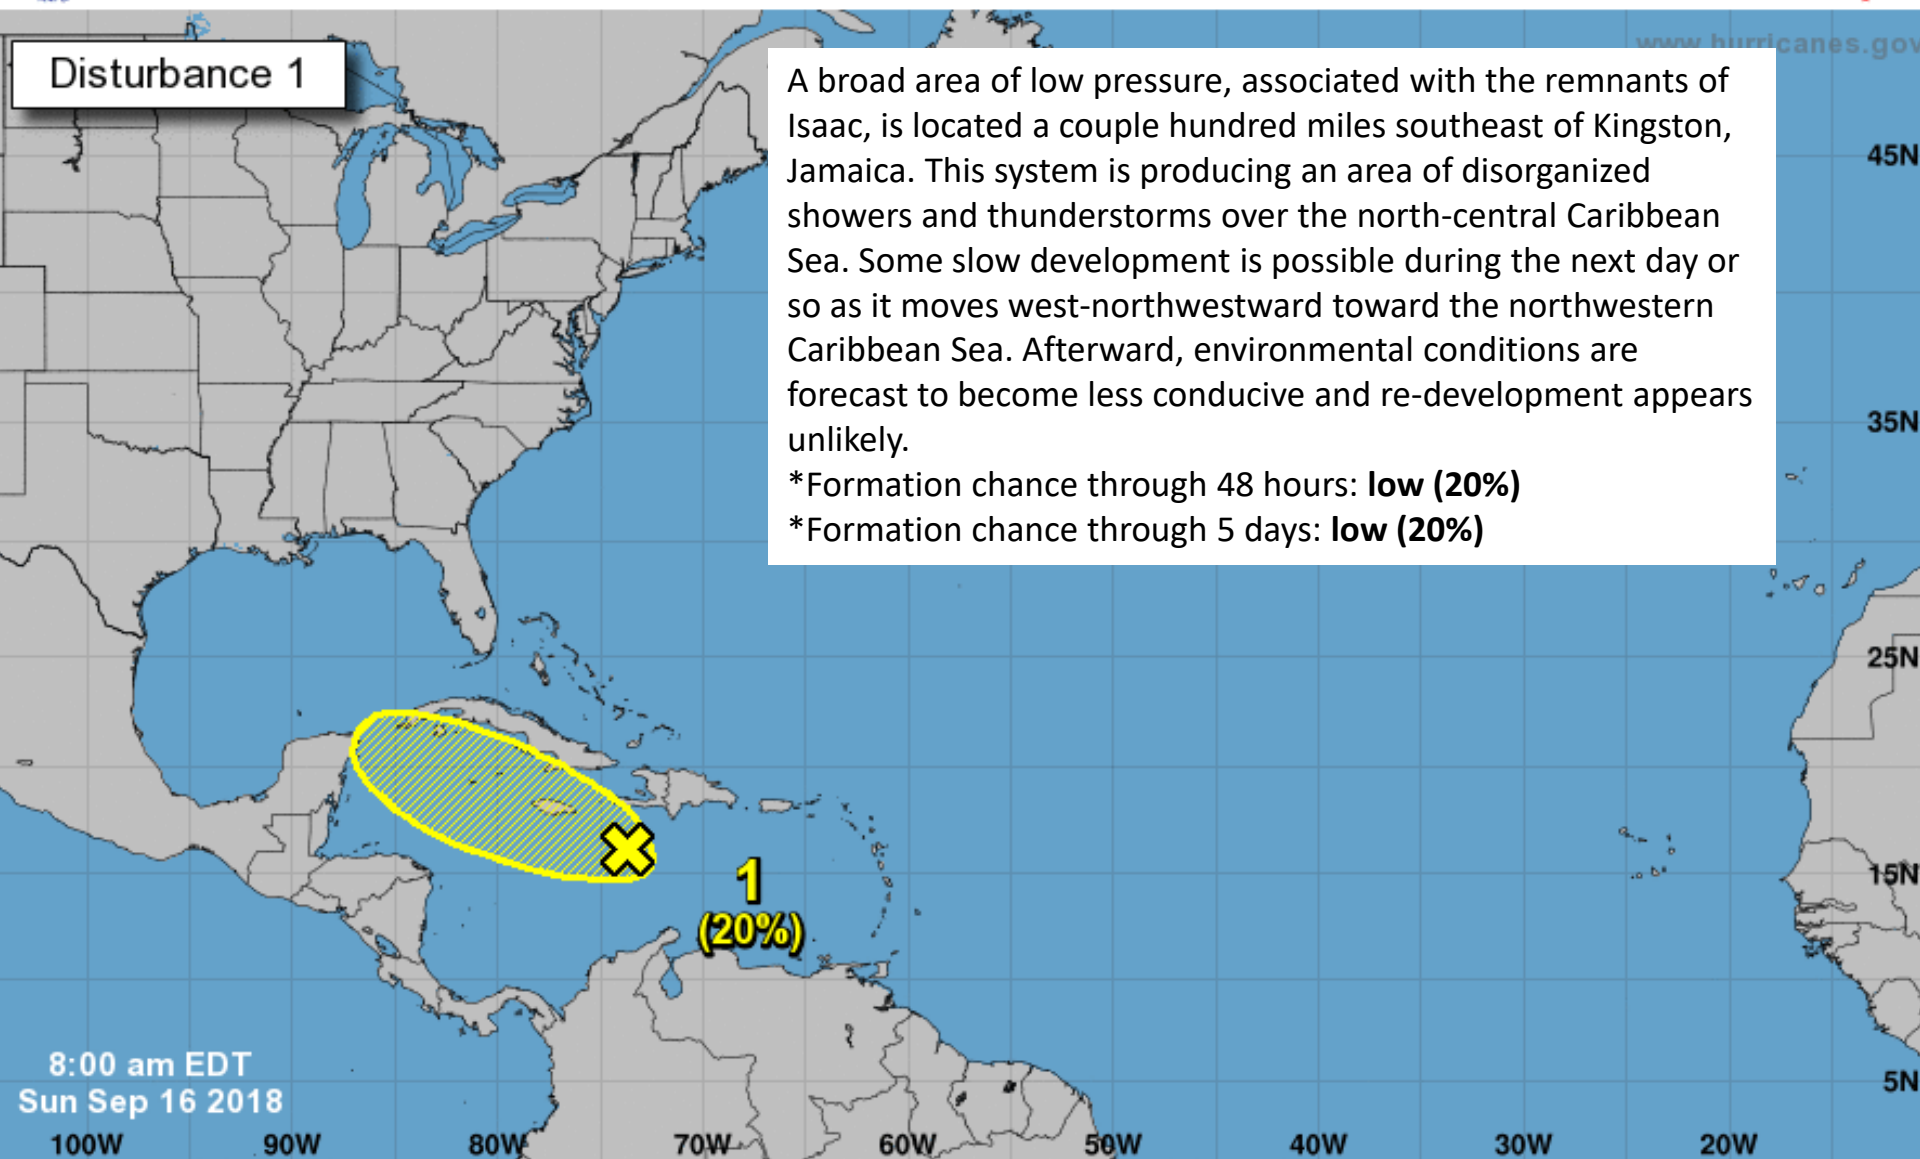 www.hurricanes.gov
Disturbance 1
A broad area of low pressure, associated with the remnants of
Isaac, is located a couple hundred miles southeast of Kingston,
Jamaica. This system is producing an area of disorganized
showers and thunderstorms over the north-central Caribbean
Sea. Some slow development is possible during the next day or
so as it moves west-northwestward toward the northwestern
Caribbean Sea. Afterward, environmental conditions are
forecast to become less conducive and re-development appears
unlikely.
*Formation chance through 48 hours: low (20%)
*Formation chance through 5 days: low (20%)
45N
35N
25N
15N
5N
1
(20%)
8:00 am EDT
Sun Sep 16 2018
100W 90W 80W 70W 60W 50W 40W 30W 20W